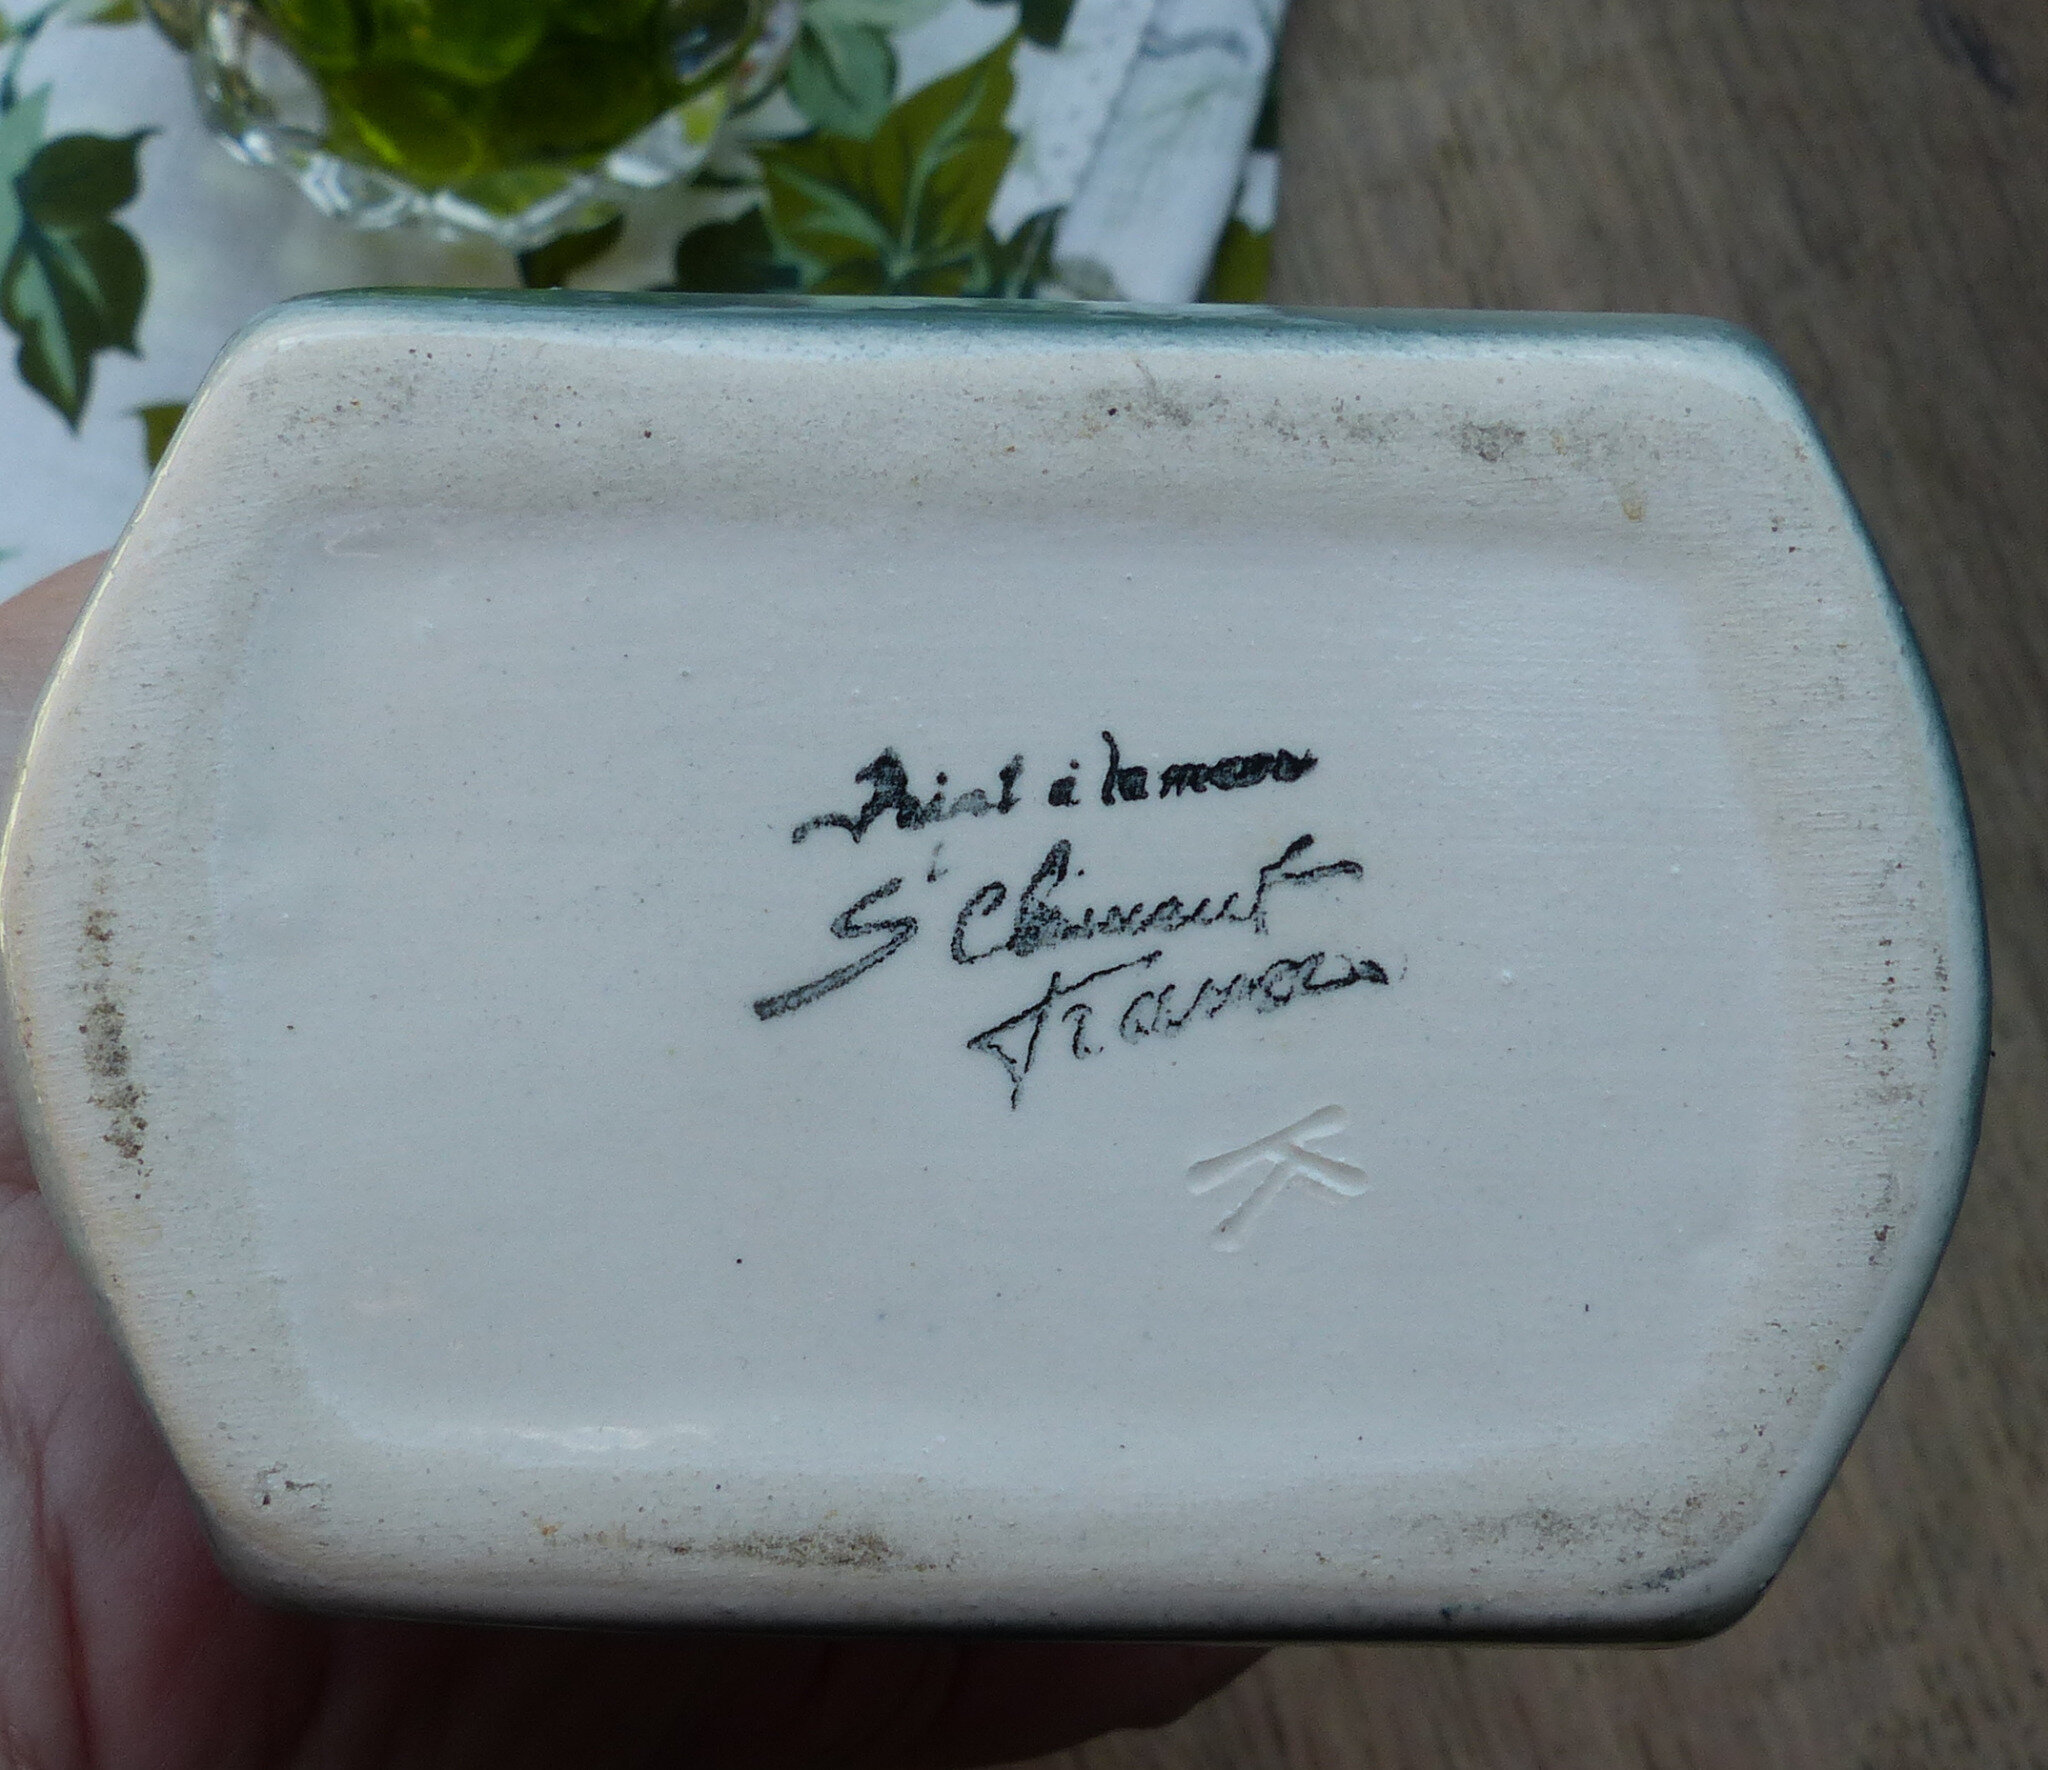 Peint à la main
St Clément
France
K